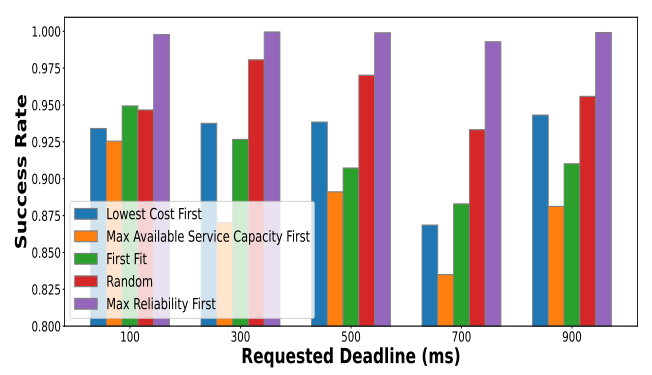 1.000
0.975
0.950
0.925
0.900
0.875
0.850
0.825
0.800
Success Rate
Lowest Cost First
Max Available Service Capacity First
First Fit
Random
Max Reliability First
100 300 500 700 900
Requested Deadline (ms)